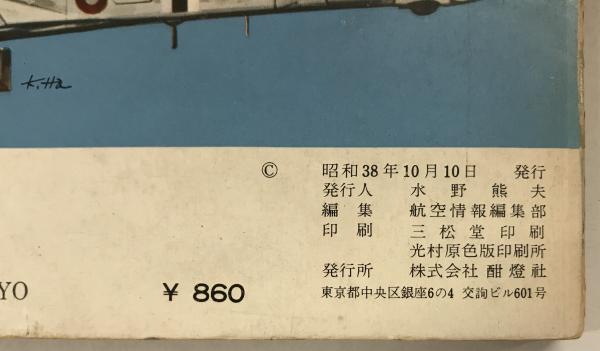 K.Ha
© 昭和38年10月10日 発行
発行人 水野熊夫
編集 航空情報編集部
印刷 三松堂印刷
光村原色版印刷所
発行所 株式会社 酣燈社
東京都中央区銀座6の4 交詢ビル601号
YO ¥ 860